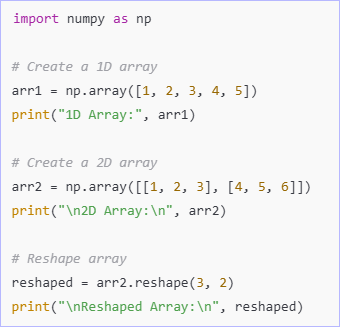 import numpy as np
# Create a 1D array
arr1 = np.array([1, 2, 3, 4, 5])
print("1D Array:", arr1)
# Create a 2D array
arr2 = np.array([[1, 2, 3], [4, 5, 6]])
print("\n2D Array:\n", arr2)
# Reshape array
reshaped = arr2.reshape(3, 2)
print("\nReshaped Array:\n", reshaped)